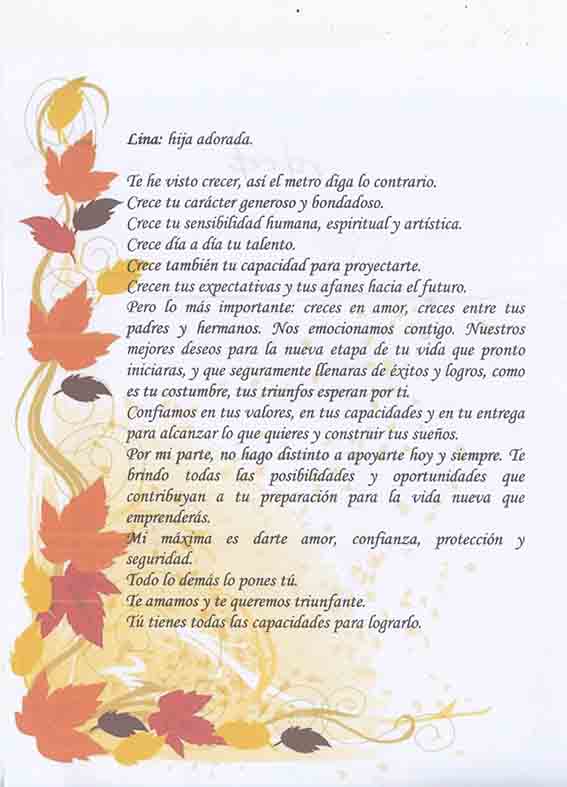 Lina: hija adorada.
Te he visto crecer, así el metro diga lo contrario.
Crece tu carácter generoso y bondadoso.
Crece tu sensibilidad humana, espiritual y artística.
Crece día a día tu talento.
Crece también tu capacidad para proyectarte.
Crecen tus expectativas y tus afanes hacia el futuro.
Pero lo más importante: creces en amor, creces entre tus
padres y hermanos. Nos emocionamos contigo. Nuestros
mejores deseos para la nueva etapa de tu vida que pronto
iniciaras, y que seguramente llenaras de éxitos y logros, como
es tu costumbre, tus triunfos esperan por ti.
Confiamos en tus valores, en tus capacidades y en tu entrega
para alcanzar lo que quieres y construir tus sueños.
Por mi parte, no hago distinto a apoyarte hoy y siempre. Te
brindo todas las posibilidades y oportunidades que
contribuyan a tu preparación para la vida nueva que
emprenderás.
Mi máxima es darte amor, confianza, protección y
seguridad.
Todo lo demás lo pones tú.
Te amamos y te queremos triunfante.
Tú tienes todas las capacidades para lograrlo.